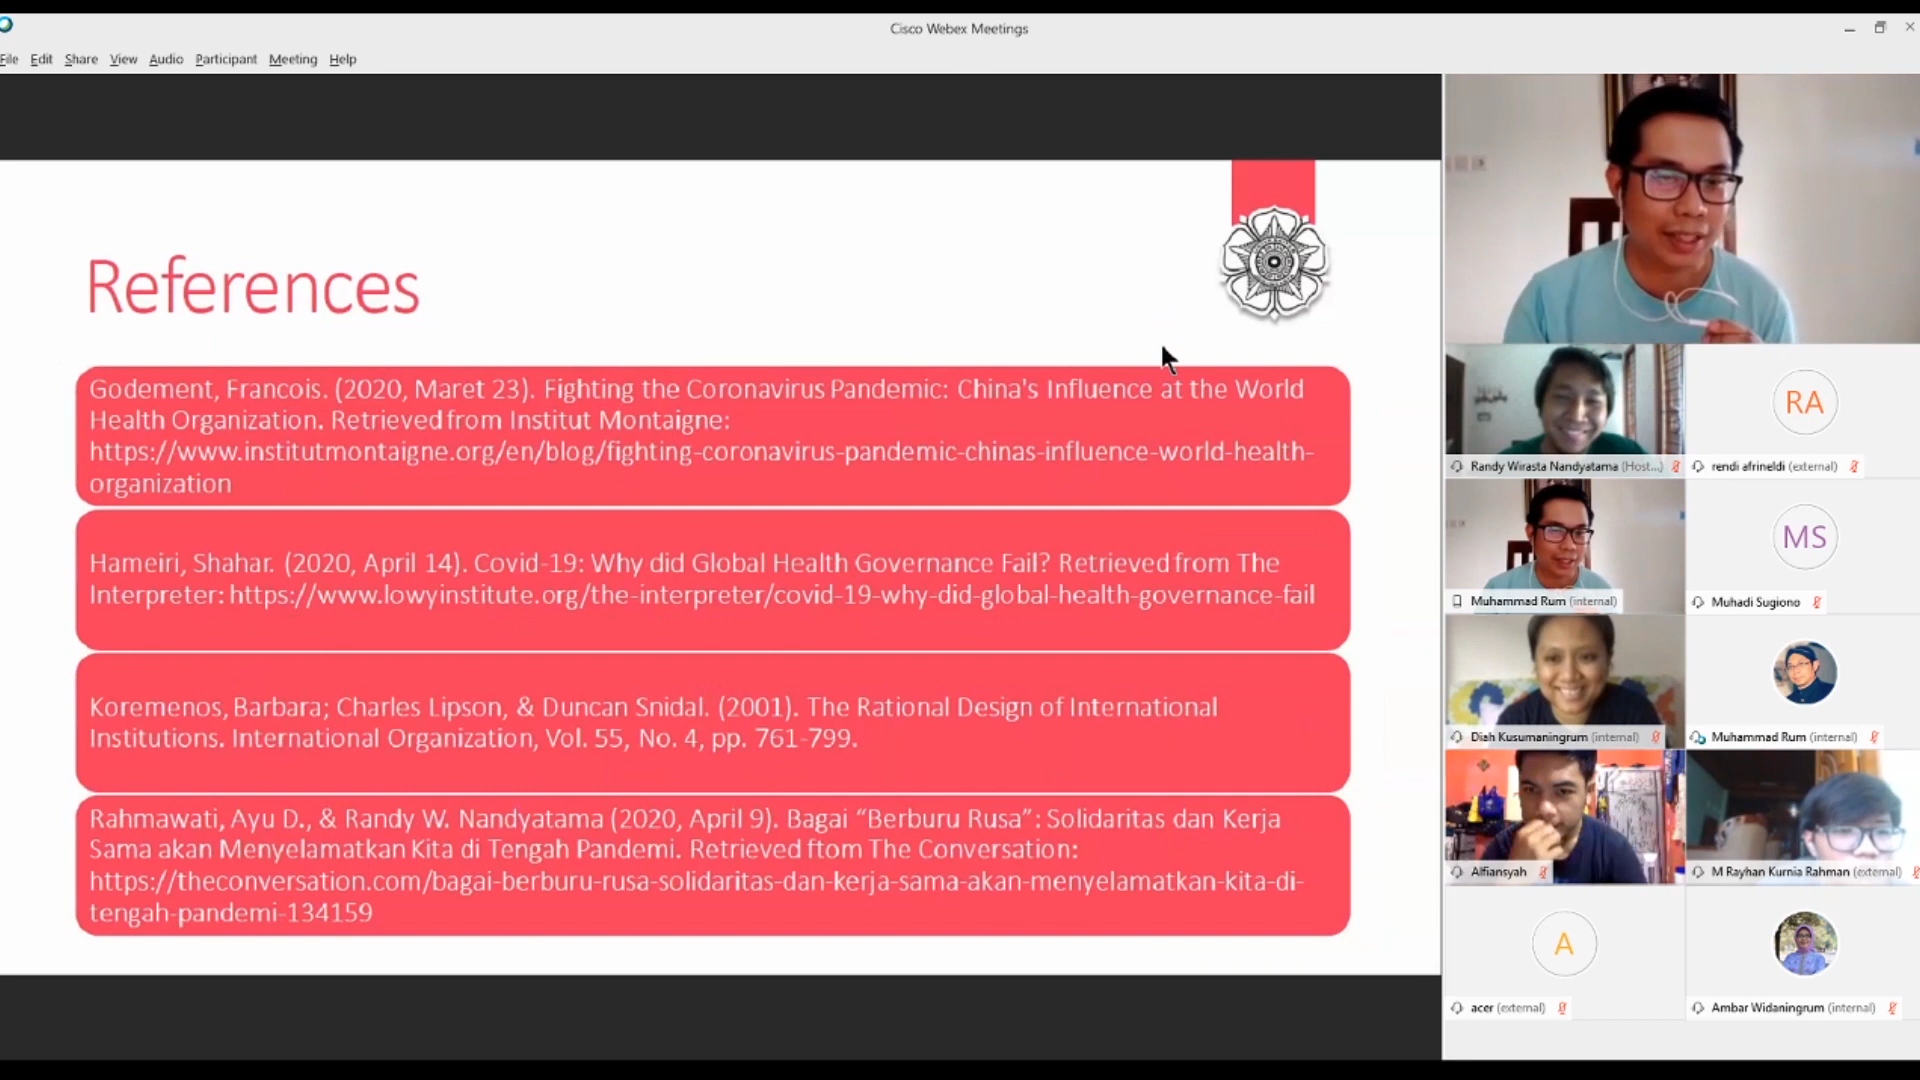 Cisco Webex Meetings
File Edit Share View Audio Participant Meeting Help
References
Godement, Francois. (2020, Maret 23). Fighting the Coronavirus Pandemic: China's Influence at the World
Health Organization. Retrieved from Institut Montaigne:
https://www.institutmontaigne.org/en/blog/fighting-coronavirus-pandemic-chinas-influence-world-health-
organization
Hameiri, Shahar. (2020, April 14). Covid-19: Why did Global Health Governance Fail? Retrieved from The
Interpreter: https://www.lowyinstitute.org/the-interpreter/covid-19-why-did-global-health-governance-fail
Koremenos, Barbara; Charles Lipson, & Duncan Snidal. (2001). The Rational Design of International
Institutions. International Organization, Vol. 55, No. 4, pp. 761-799.
Rahmawati, Ayu D., & Randy W. Nandyatama (2020, April 9). Bagai “Berburu Rusa”: Solidaritas dan Kerja
Sama akan Menyelamatkan Kita di Tengah Pandemi. Retrieved ftom The Conversation:
https://theconversation.com/bagai-berburu-rusa-solidaritas-dan-kerja-sama-akan-menyelamatkan-kita-di-
tengah-pandemi-134159
RA
Randy Wirasta Nandyatama (Host...)
rendi afrineldi (external)
MS
Muhammad Rum (internal)
Muhadi Sugiono
Diah Kusumaningrum (internal)
Muhammad Rum (internal)
Alfiansyah
M Rayhan Kurnia Rahman (external)
A
acer (external)
Ambar Widaningrum (internal)